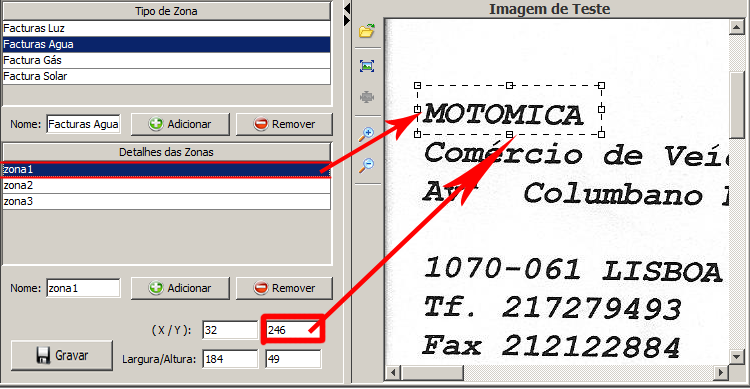 Tipo de Zona
Facturas Luz
Facturas Agua
Factura Gás
Factura Solar
Nome: Facturas Agua Adicionar Remover
Detalhes das Zonas
zona1
zona2
zona3
Nome: zona1 Adicionar Remover
( X / Y ): 32 246
Gravar
Largura/Altura: 184 49
Imagem de Teste
MOTOMICA
Comércio de Veí
Av Columbano
1070-061 LISBOA
Tf. 217279493
Fax 212122884